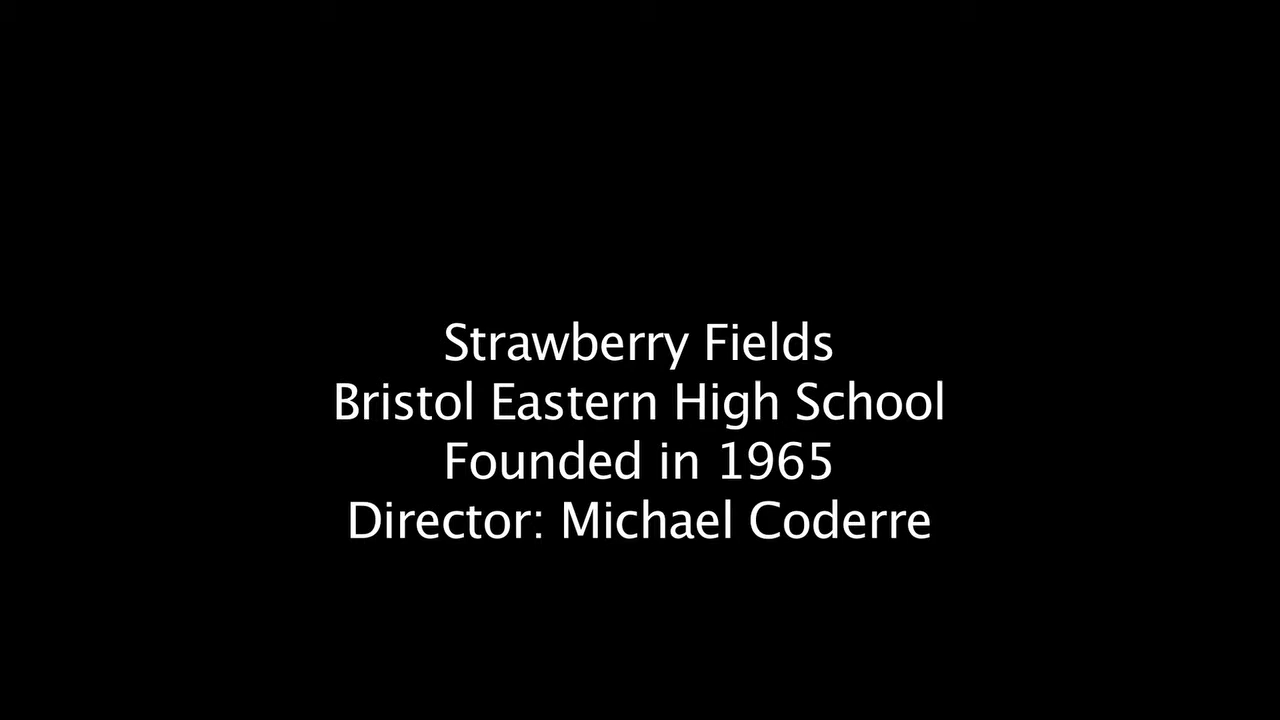 Strawberry Fields
Bristol Eastern High School
Founded in 1965
Director: Michael Coderre